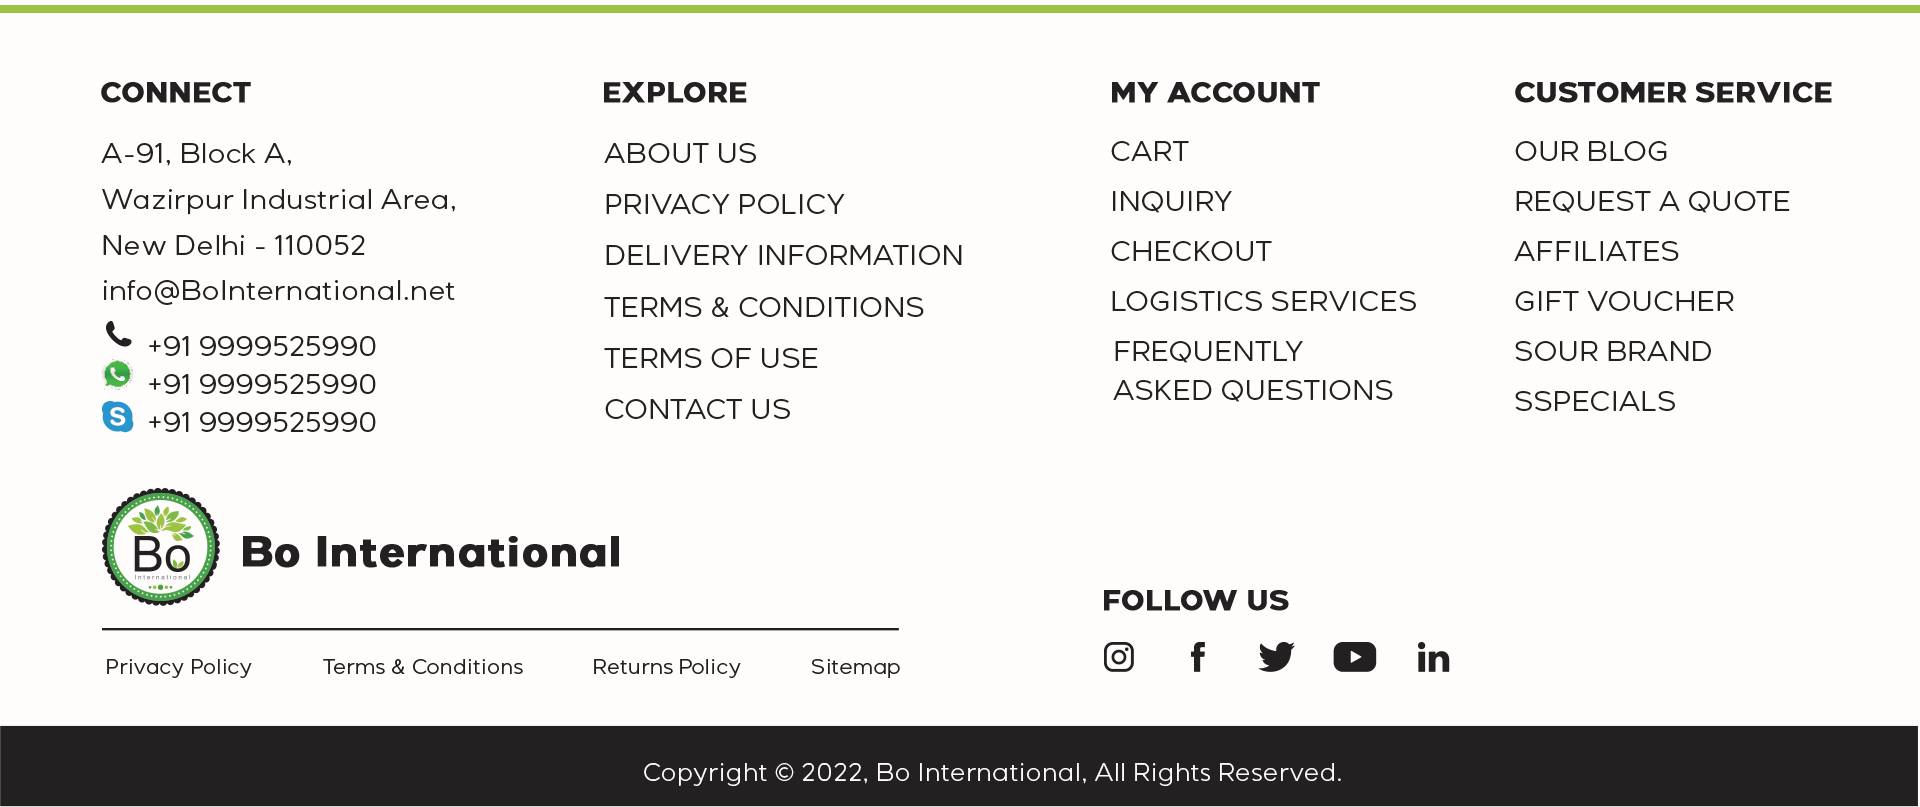 CONNECT
A-91, Block A,
Wazirpur Industrial Area,
New Delhi - 110052
info@BoInternational.net
+91 9999525990
+91 9999525990
S +91 9999525990
EXPLORE
ABOUT US
PRIVACY POLICY
DELIVERY INFORMATION
TERMS & CONDITIONS
TERMS OF USE
CONTACT US
MY ACCOUNT
CART
INQUIRY
CHECKOUT
LOGISTICS SERVICES
FREQUENTLY
ASKED QUESTIONS
CUSTOMER SERVICE
OUR BLOG
REQUEST A QUOTE
AFFILIATES
GIFT VOUCHER
SOUR BRAND
SSPECIALS
Bo
International
Bo International
Privacy Policy Terms & Conditions Returns Policy Sitemap
FOLLOW US
Copyright © 2022, Bo International, All Rights Reserved.